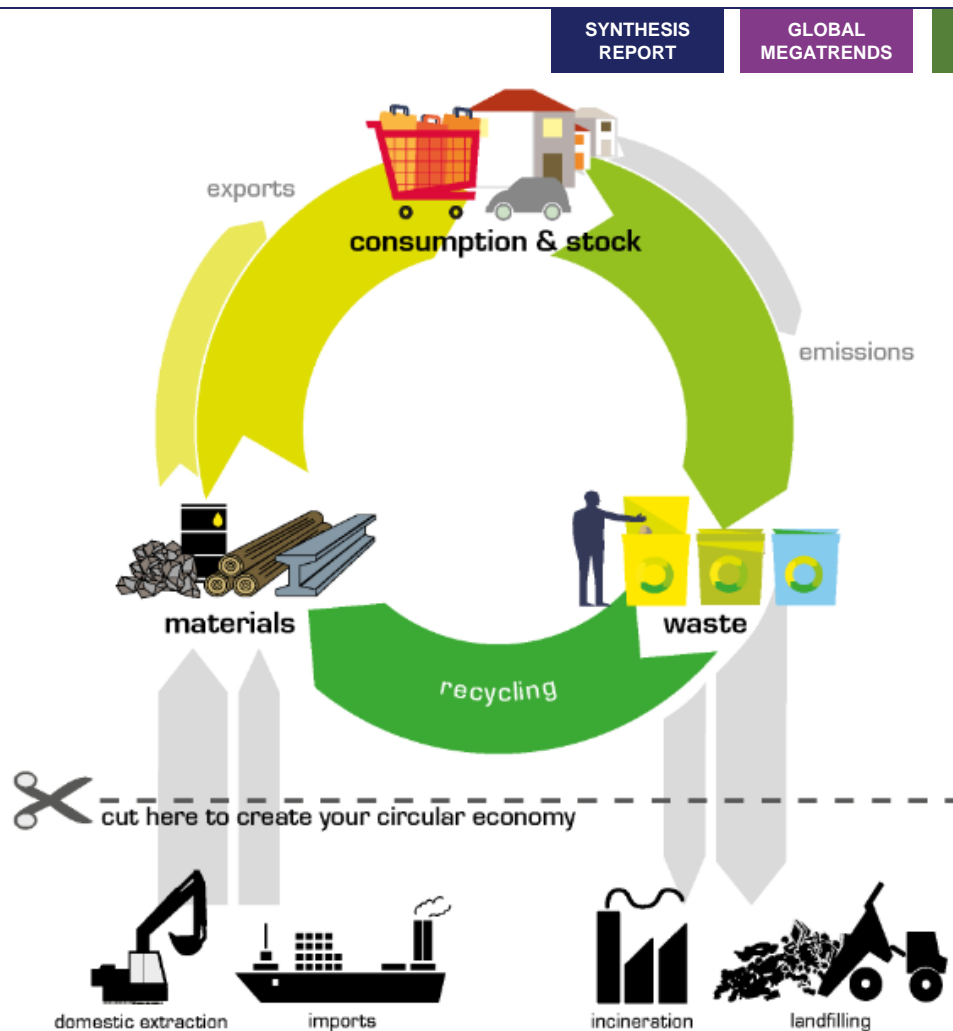 SYNTHESIS
REPORT
GLOBAL
MEGATRENDS
exports
consumption & stock
emissions
materials
waste
recycling
cut here to create your circular economy
domestic extraction
imports
incineration
landfilling